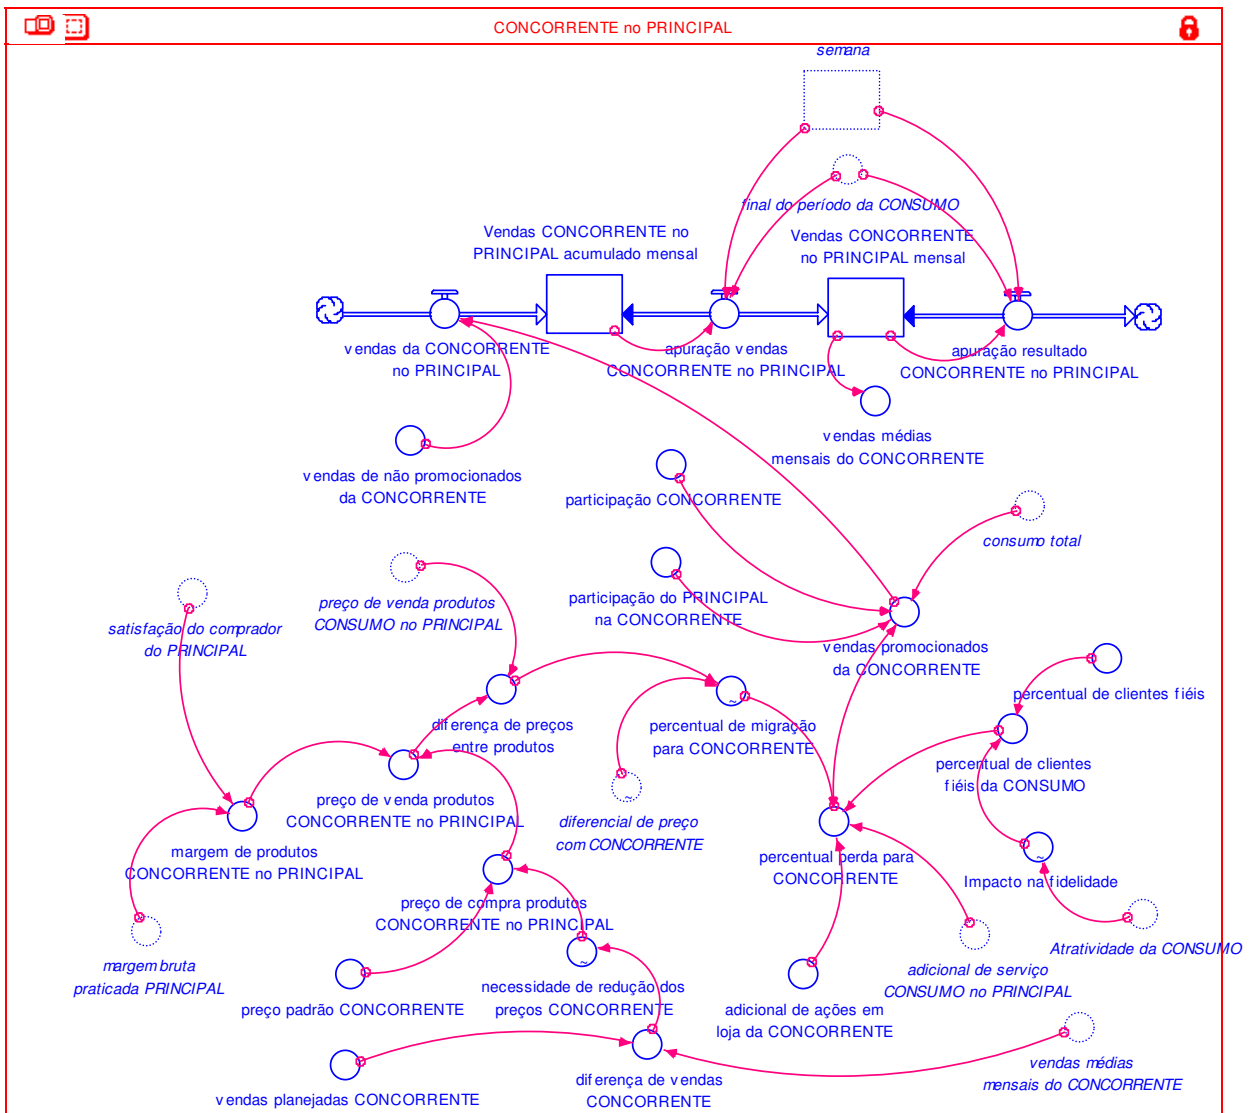 CONCORRENTE no PRINCIPAL
semana
final do período da CONSUMO
Vendas CONCORRENTE no
PRINCIPAL acumulado mensal
Vendas CONCORRENTE
no PRINCIPAL mensal
vendas da CONCORRENTE
no PRINCIPAL
apuração vendas
CONCORRENTE no PRINCIPAL
apuração resultado
CONCORRENTE no PRINCIPAL
vendas médias
mensais do CONCORRENTE
vendas de não promocionados
da CONCORRENTE
participação CONCORRENTE
consumo total
preço de venda produtos
CONSUMO no PRINCIPAL
participação do PRINCIPAL
na CONCORRENTE
satisfação do comprador
do PRINCIPAL
vendas promocionados
da CONCORRENTE
percentual de clientes fiéis
diferença de preços
entre produtos
percentual de migração
para CONCORRENTE
percentual de clientes
fiéis da CONSUMO
preço de venda produtos
CONCORRENTE no PRINCIPAL
diferencial de preço
com CONCORRENTE
margem de produtos
CONCORRENTE no PRINCIPAL
percentual perda para
CONCORRENTE
Impacto na fidelidade
preço de compra produtos
CONCORRENTE no PRINCIPAL
Atratividade da CONSUMO
margem bruta
praticada PRINCIPAL
adicional de serviço
CONSUMO no PRINCIPAL
necessidade de redução dos
preços CONCORRENTE
preço padrão CONCORRENTE
adicional de ações em
loja da CONCORRENTE
vendas médias
mensais do CONCORRENTE
diferença de vendas
CONCORRENTE
vendas planejadas CONCORRENTE